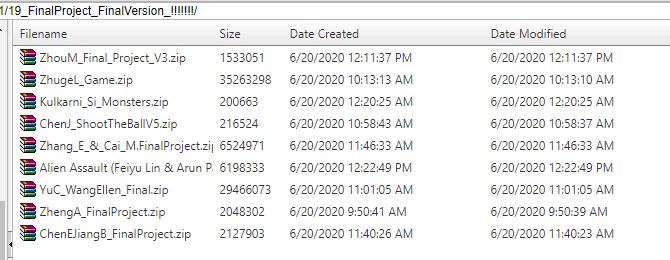 1/19_FinalProject_FinalVersion_!!!!!!!/
Filename Size Date Created Date Modified
ZhouM_Final_Project_V3.zip 1533051 6/20/2020 12:11:37 PM 6/20/2020 12:11:37 PM
ZhugeL_Game.zip 35263298 6/20/2020 10:13:13 AM 6/20/2020 10:13:10 AM
Kulkarni_Si_Monsters.zip 200663 6/20/2020 12:20:25 AM 6/20/2020 12:20:25 AM
ChenJ_ShootTheBallV5.zip 216524 6/20/2020 10:58:43 AM 6/20/2020 10:58:37 AM
Zhang_E_&_Cai_M.FinalProject.zip 6524971 6/20/2020 11:46:33 AM 6/20/2020 11:46:33 AM
Alien Assault (Feiyu Lin & Arun P 6198333 6/20/2020 12:22:49 PM 6/20/2020 12:22:49 PM
YuC_WangEllen_Final.zip 29466073 6/20/2020 11:01:05 AM 6/20/2020 11:01:05 AM
ZhengA_FinalProject.zip 2048302 6/20/2020 9:50:41 AM 6/20/2020 9:50:39 AM
ChenEJiangB_FinalProject.zip 2127903 6/20/2020 11:40:26 AM 6/20/2020 11:40:23 AM